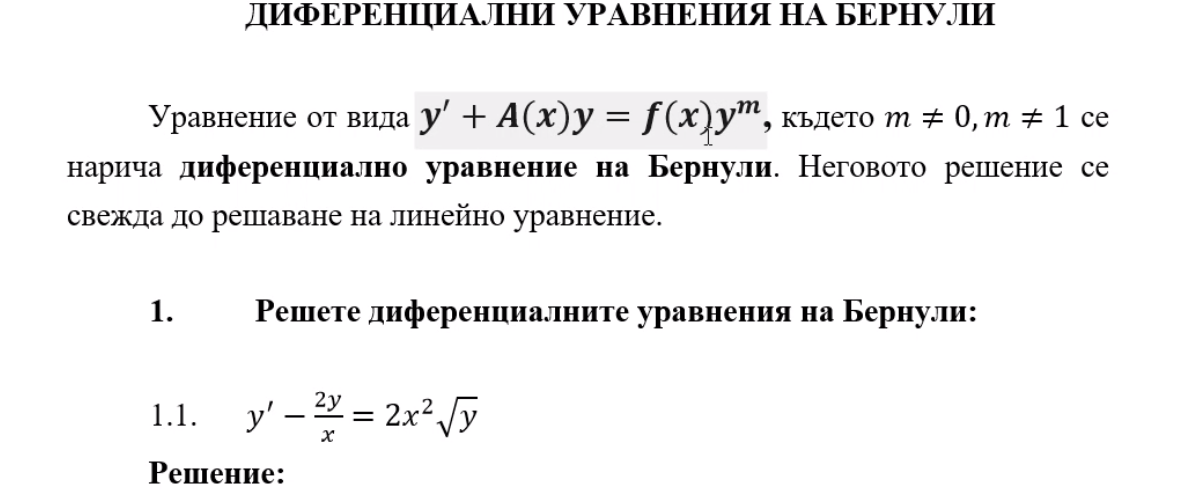 ДИФЕРЕНЦИАЛНИ УРАВНЕНИЯ НА БЕРНУЛИ
Уравнение от вида y′ + A(x)y = f(x)yᵐ, където m ≠ 0, m ≠ 1 се
нарича диференциално уравнение на Бернули. Неговото решение се
свежда до решаване на линейно уравнение.
1. Решете диференциалните уравнения на Бернули:
1.1. y′ − 2y/x = 2x²√y
Решение: